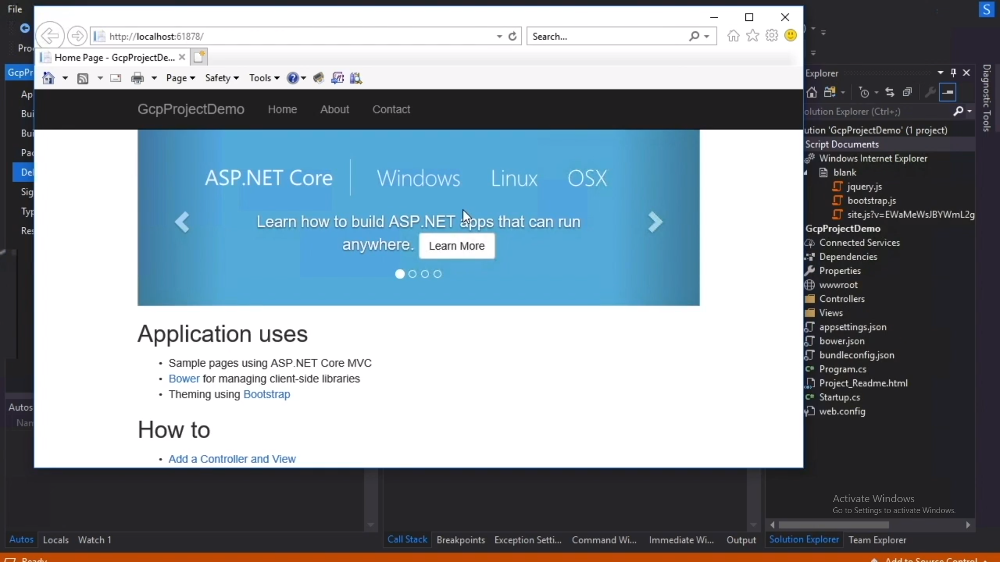 File
S
http://localhost:61878/
Search...
Home Page - GcpProjectDe...
Page
Safety
Tools
GcpProjectDemo
Home
About
Contact
ASP.NET Core
Windows
Linux
OSX
Learn how to build ASP.NET apps that can run
anywhere.
Learn More
Application uses
Sample pages using ASP.NET Core MVC
Bower for managing client-side libraries
Theming using Bootstrap
How to
Add a Controller and View
GcpPr
Ap
Bui
Bui
Pac
Sig
Typ
Res
Autos
Explorer
olution Explorer (Ctrl+;)
ution 'GcpProjectDemo' (1 project)
Script Documents
Windows Internet Explorer
blank
jquery.js
bootstrap.js
site.js?v=EWaMeWsJBYWmL2g
GcpProjectDemo
Connected Services
Dependencies
Properties
wwwroot
Controllers
Views
appsettings.json
bower.json
bundleconfig.json
Program.cs
Project_Readme.html
Startup.cs
web.config
Diagnostic Tools
Activate Windows
Go to Settings to activate Windows.
Autos
Locals
Watch 1
Call Stack
Breakpoints
Exception Setti...
Command Wi...
Immediate Wi...
Output
Solution Explorer
Team Explorer
Ready
Add to Source Control